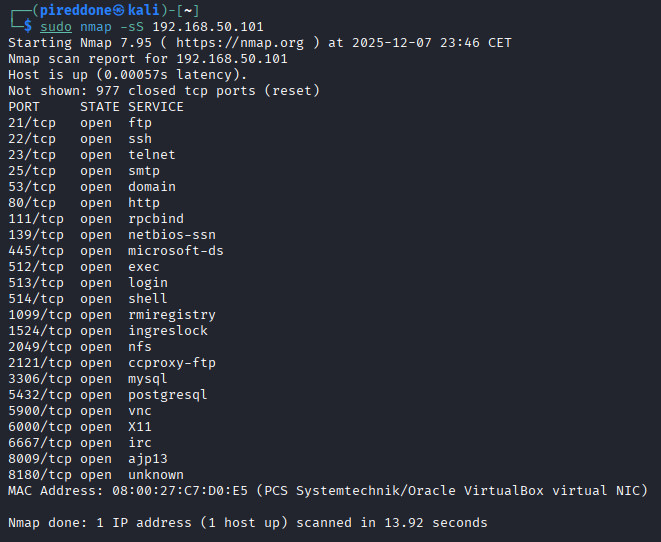 ┌──(pireddone㉿kali)-[~]
└─$ sudo nmap -sS 192.168.50.101
Starting Nmap 7.95 ( https://nmap.org ) at 2025-12-07 23:46 CET
Nmap scan report for 192.168.50.101
Host is up (0.00057s latency).
Not shown: 977 closed tcp ports (reset)
PORT     STATE SERVICE
21/tcp   open  ftp
22/tcp   open  ssh
23/tcp   open  telnet
25/tcp   open  smtp
53/tcp   open  domain
80/tcp   open  http
111/tcp  open  rpcbind
139/tcp  open  netbios-ssn
445/tcp  open  microsoft-ds
512/tcp  open  exec
513/tcp  open  login
514/tcp  open  shell
1099/tcp open  rmiregistry
1524/tcp open  ingreslock
2049/tcp open  nfs
2121/tcp open  ccproxy-ftp
3306/tcp open  mysql
5432/tcp open  postgresql
5900/tcp open  vnc
6000/tcp open  X11
6667/tcp open  irc
8009/tcp open  ajp13
8180/tcp open  unknown
MAC Address: 08:00:27:C7:D0:E5 (PCS Systemtechnik/Oracle VirtualBox virtual NIC)
Nmap done: 1 IP address (1 host up) scanned in 13.92 seconds